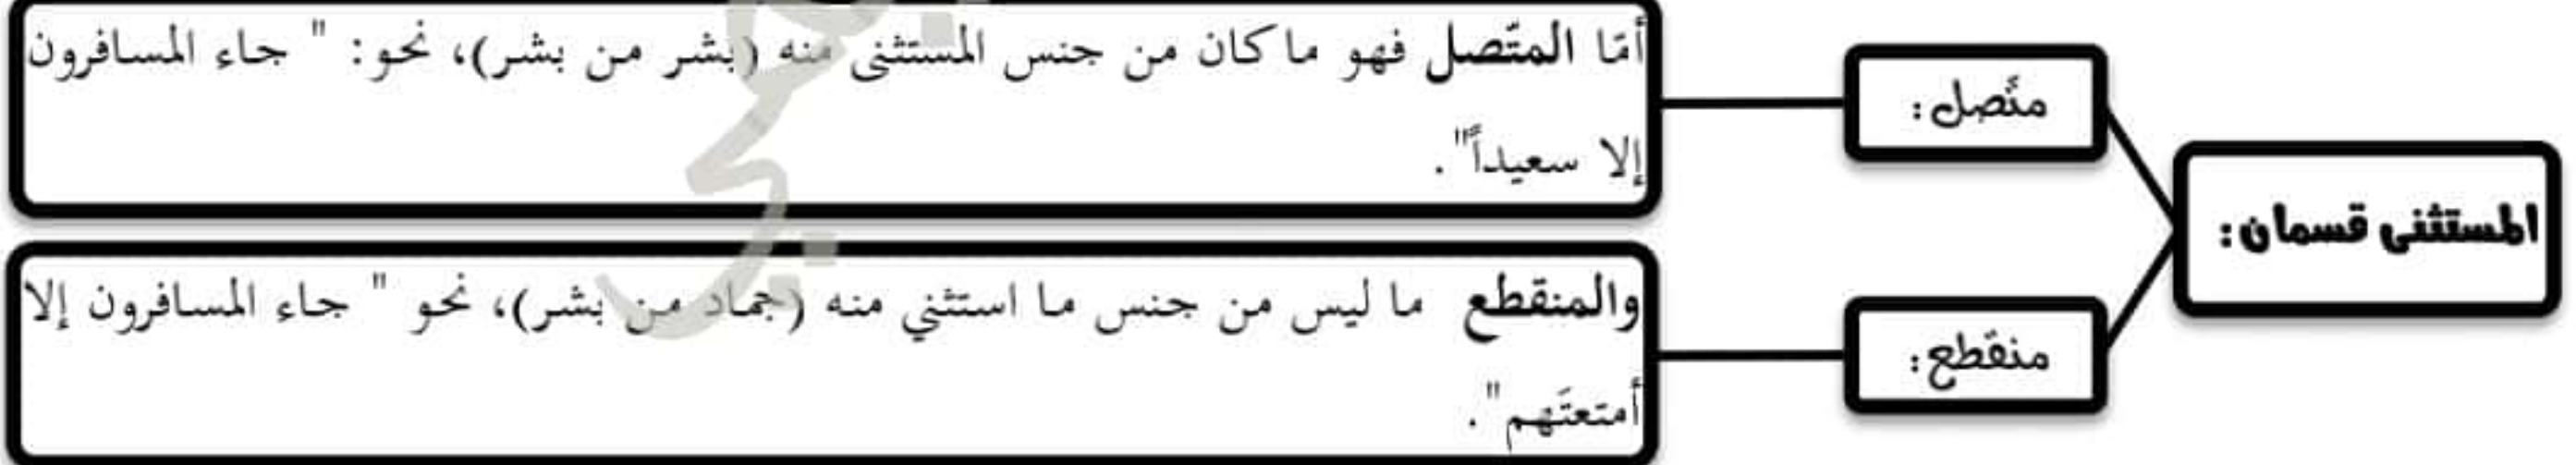 المستثنى قسمان:
متّصل:
أمّا المتّصل فهو ماكان من جنس المستثنى منه (بشر من بشر)، نحو: " جاء المسافرون
إلا سعيداً".
منقطع:
والمنقطع ما ليس من جنس ما استثني منه (جماد من بشر)، نحو " جاء المسافرون إلا
أمتعتَهم".